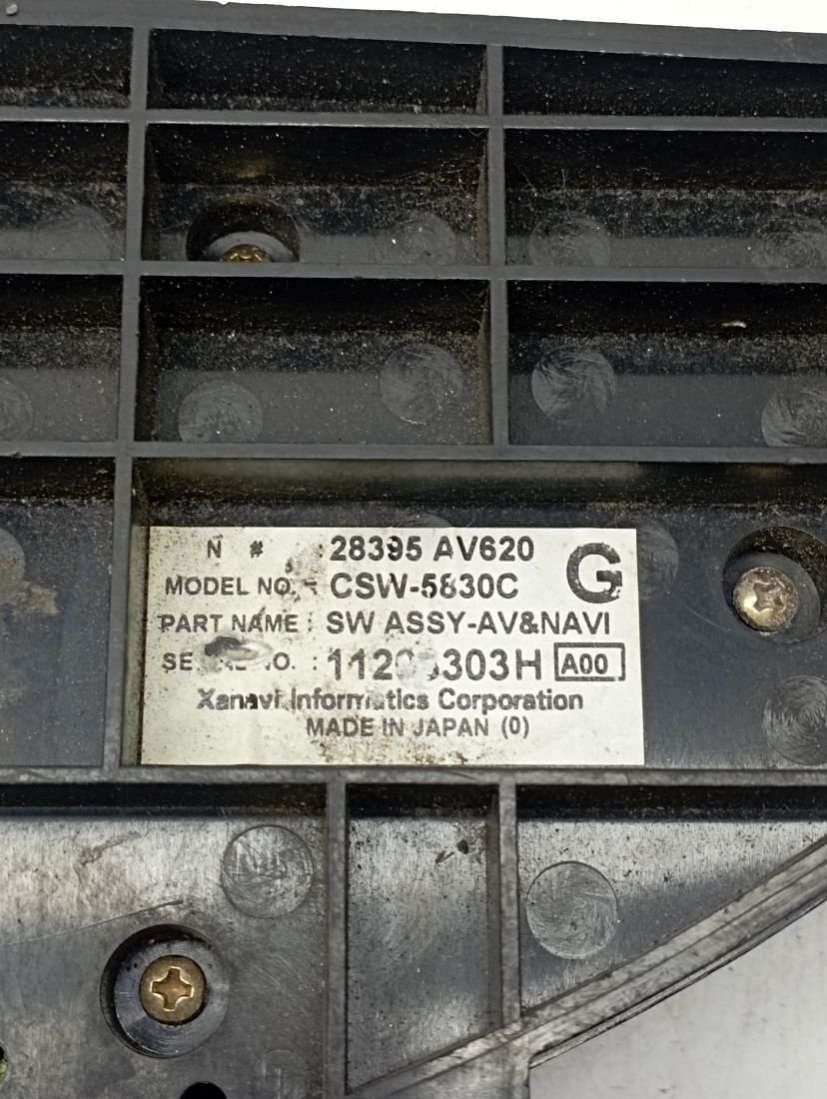 N # : 28395 AV620 G
MODEL NO. : CSW-5830C
PART NAME : SW ASSY-AV&NAVI
: A00
Xanavi Informatics Corporation
MADE IN JAPAN (0)